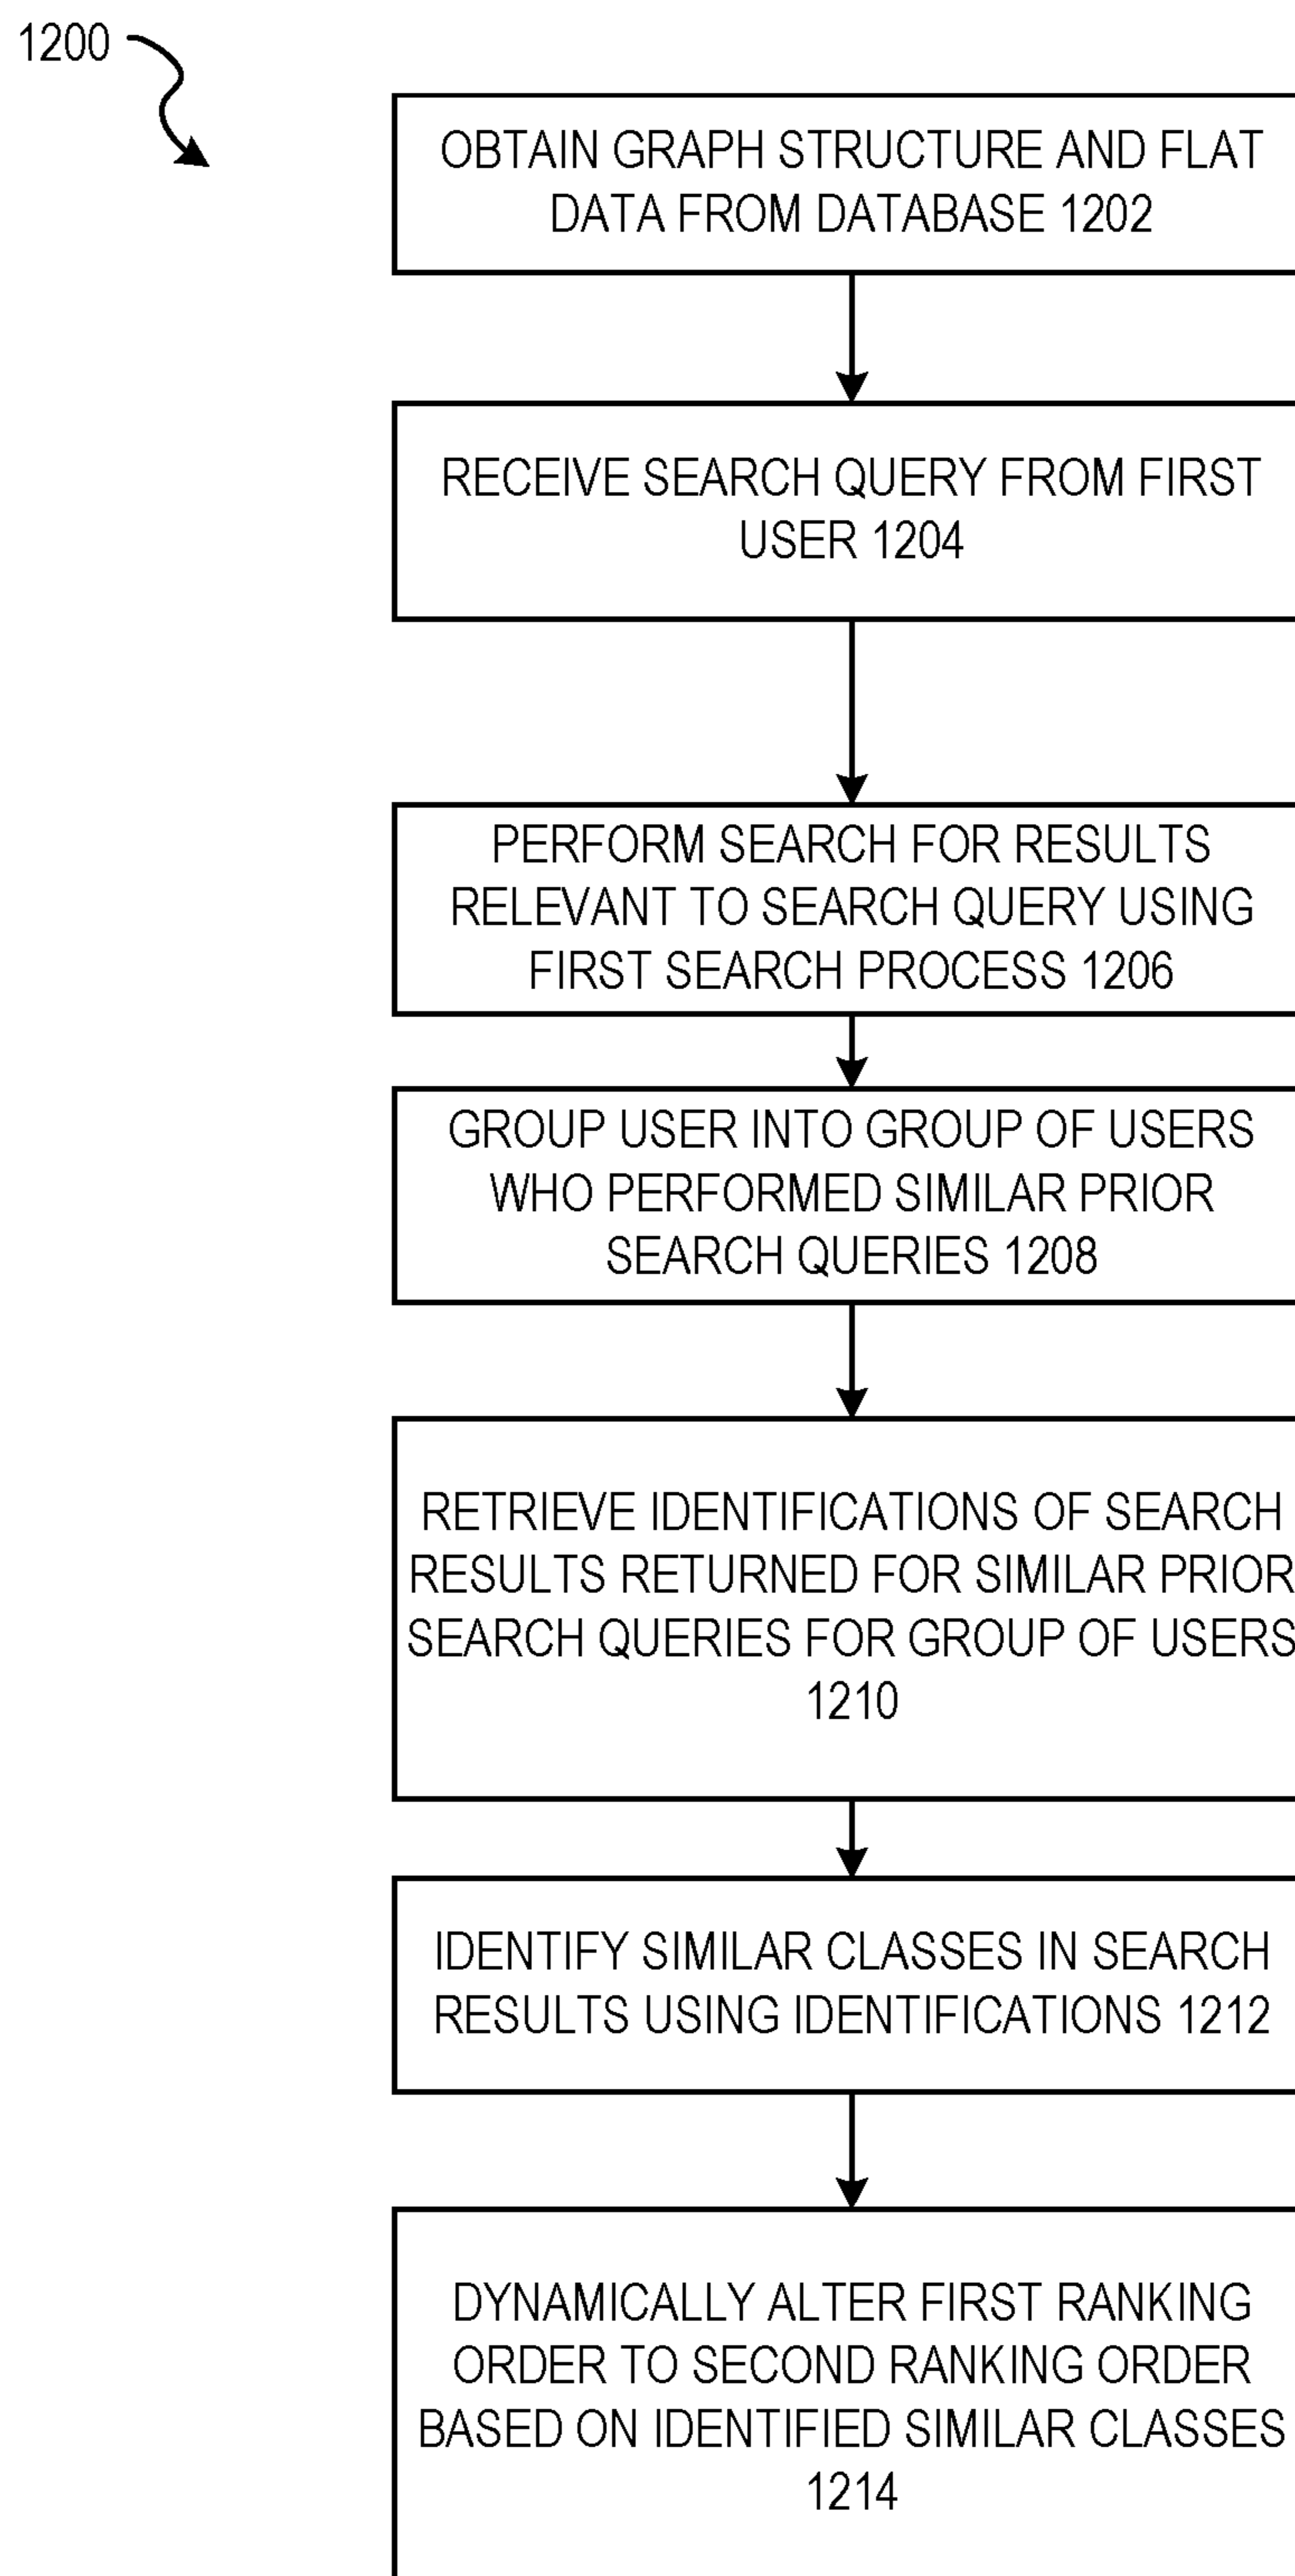 1200
OBTAIN GRAPH STRUCTURE AND FLAT
DATA FROM DATABASE 1202
RECEIVE SEARCH QUERY FROM FIRST
USER 1204
PERFORM SEARCH FOR RESULTS
RELEVANT TO SEARCH QUERY USING
FIRST SEARCH PROCESS 1206
GROUP USER INTO GROUP OF USERS
WHO PERFORMED SIMILAR PRIOR
SEARCH QUERIES 1208
RETRIEVE IDENTIFICATIONS OF SEARCH
RESULTS RETURNED FOR SIMILAR PRIOR
SEARCH QUERIES FOR GROUP OF USERS
1210
IDENTIFY SIMILAR CLASSES IN SEARCH
RESULTS USING IDENTIFICATIONS 1212
DYNAMICALLY ALTER FIRST RANKING
ORDER TO SECOND RANKING ORDER
BASED ON IDENTIFIED SIMILAR CLASSES
1214